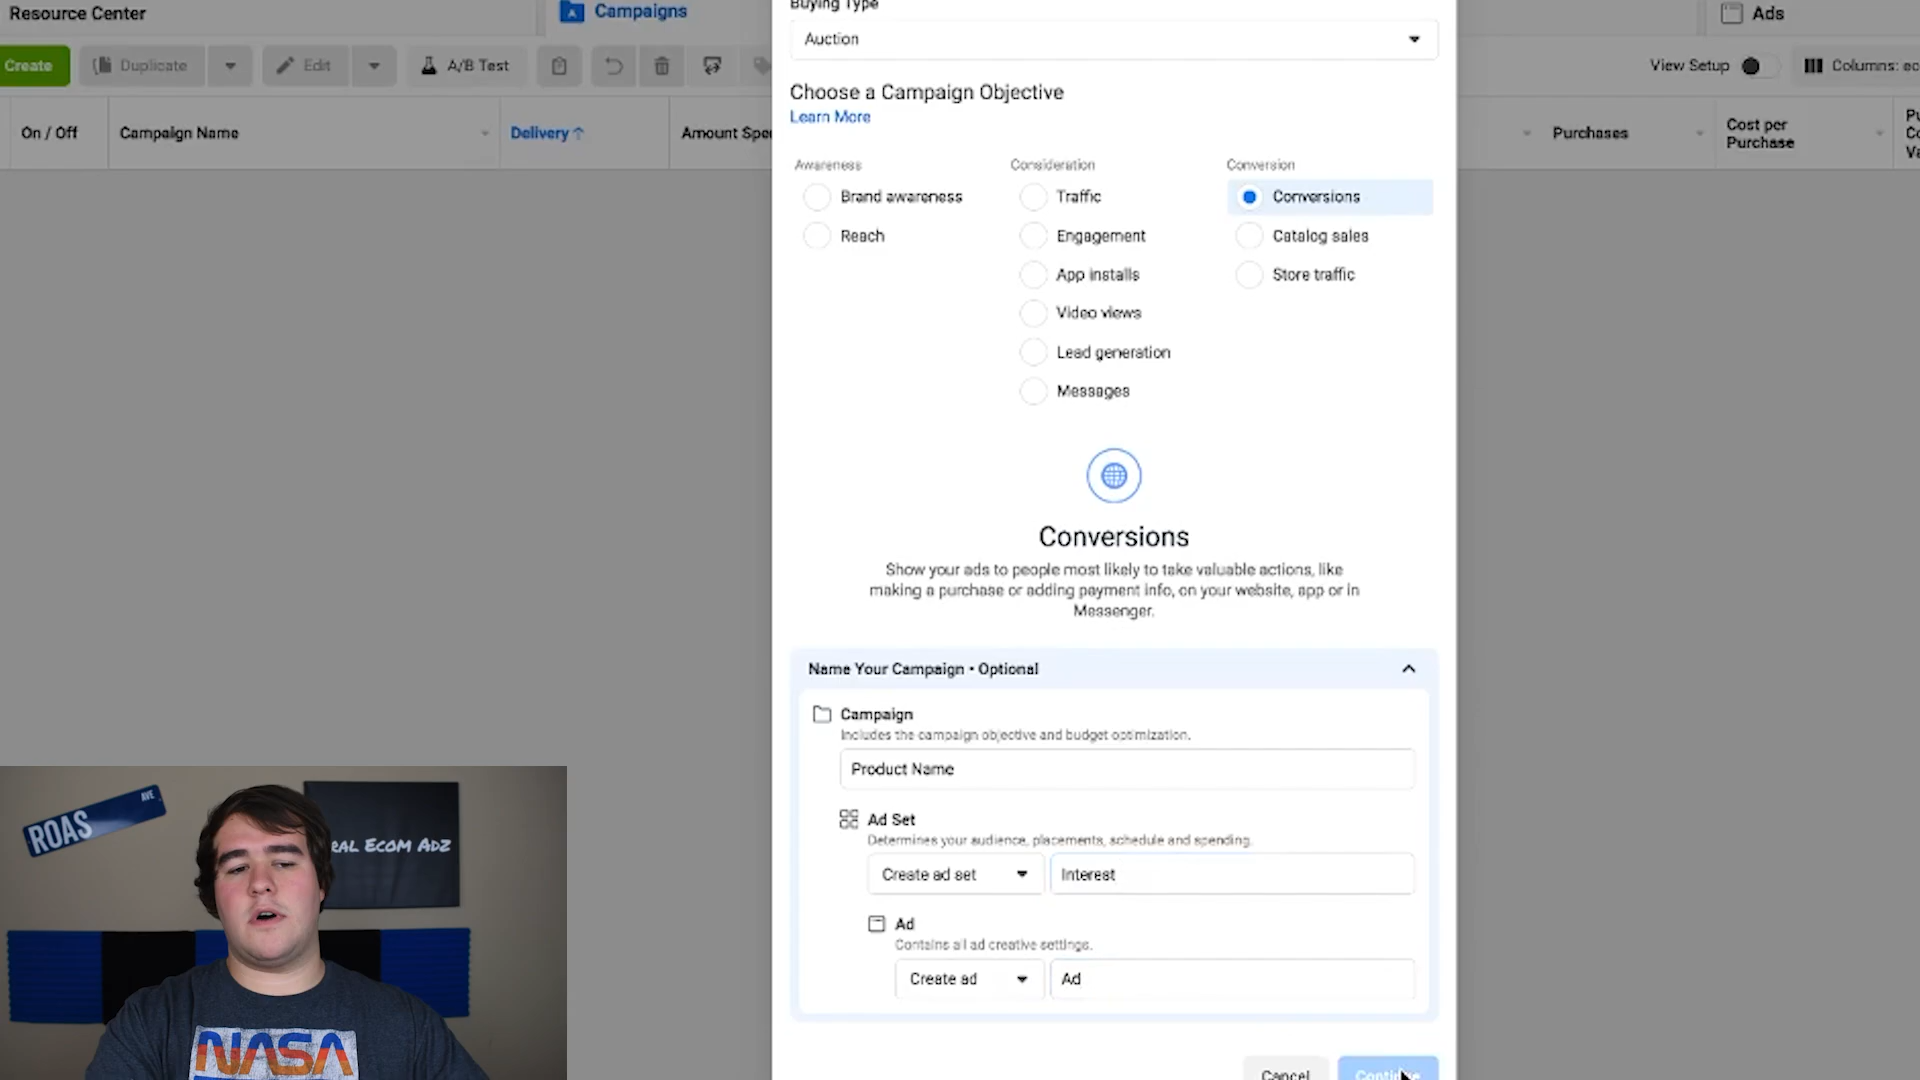 Resource Center
Campaigns
Ads
Buying Type
Auction
Create
Duplicate
Edit
A/B Test
View Setup
Columns:
Choose a Campaign Objective
Learn More
On / Off
Campaign Name
Delivery ↑
Amount
Purchases
Cost per
Purchase
Awareness
Consideration
Conversion
Brand awareness
Traffic
Conversions
Reach
Engagement
Catalog sales
App installs
Store traffic
Video views
Lead generation
Messages
Conversions
Show your ads to people most likely to take valuable actions, like
making a purchase or adding payment info, on your website, app or in
Messenger.
Name Your Campaign • Optional
Campaign
Includes the campaign objective and budget optimization.
Product Name
Ad Set
Determines your audience, placements, schedule and spending.
Create ad set
Interest
Ad
Contains all ad creative settings.
Create ad
Ad
Cancel
Continue
ROAS AVE
RAL ECOM ADZ
NASA